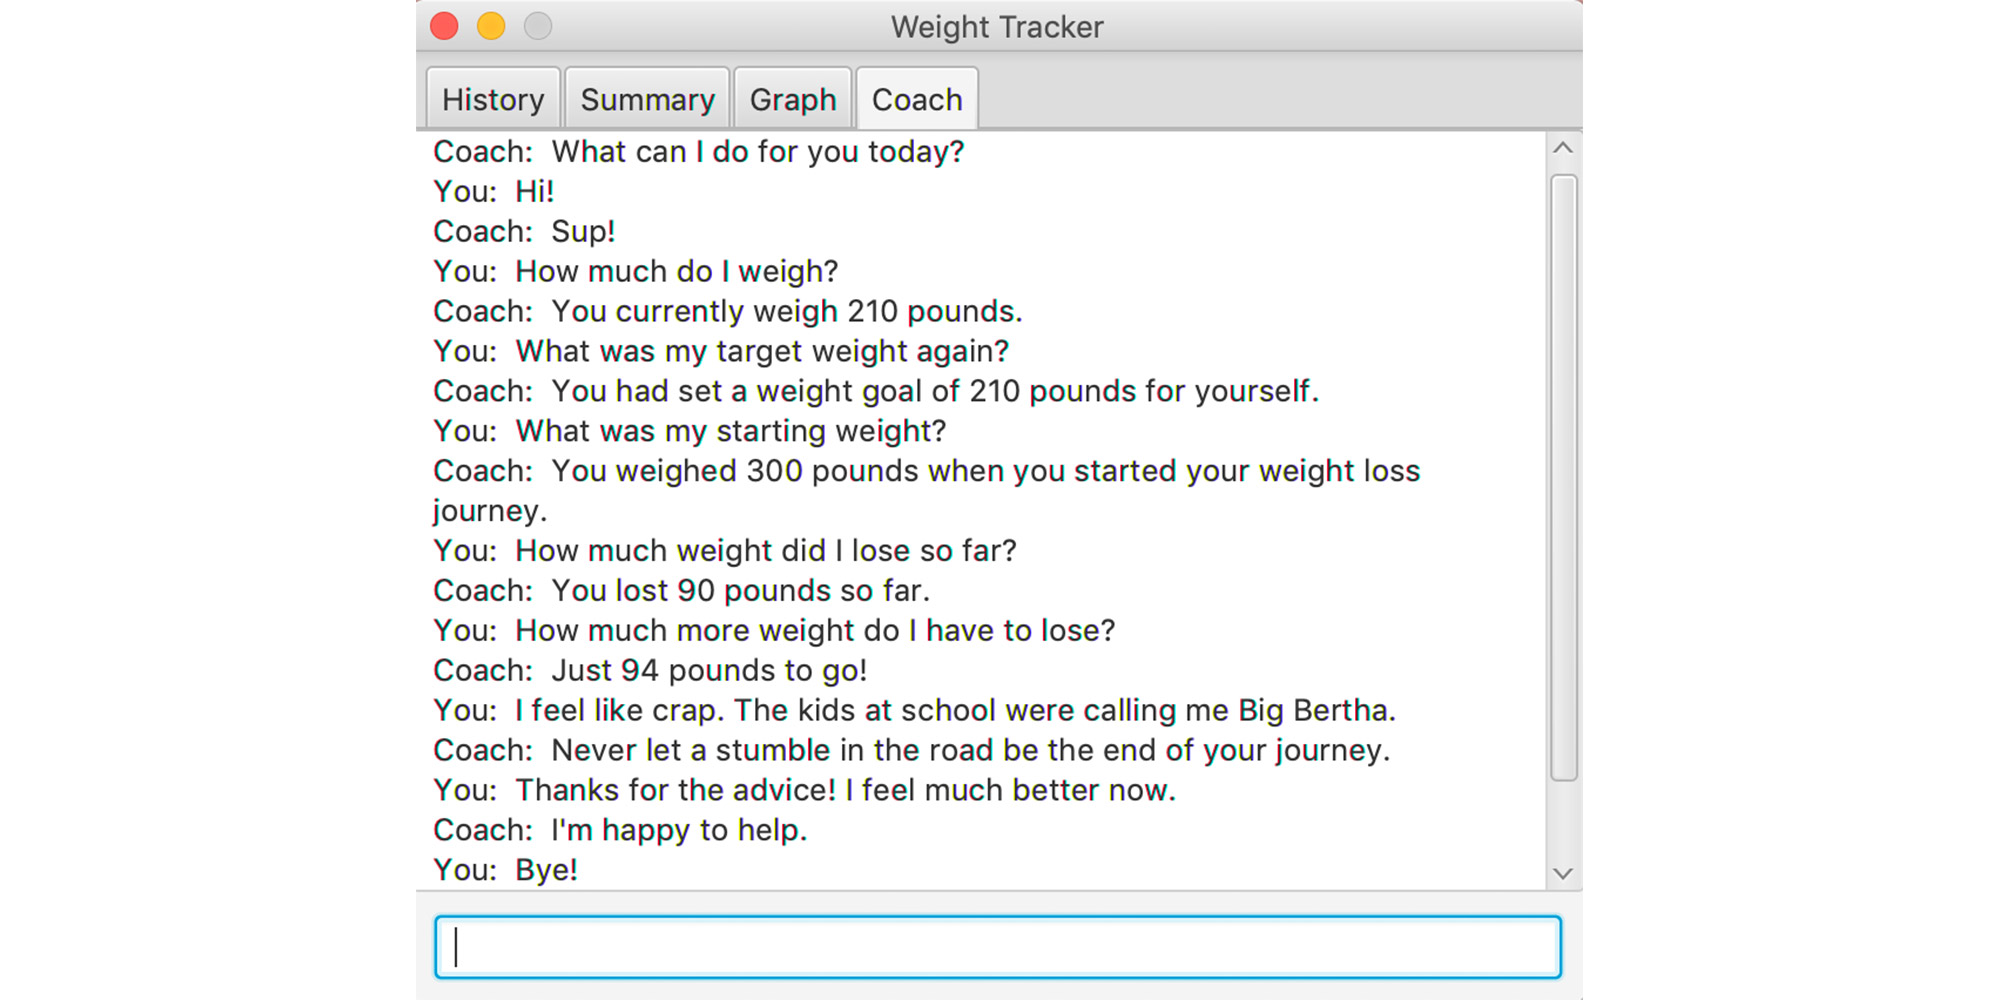 Weight Tracker
History Summary Graph Coach
Coach:  What can I do for you today?
You:  Hi!
Coach:  Sup!
You:  How much do I weigh?
Coach:  You currently weigh 210 pounds.
You:  What was my target weight again?
Coach:  You had set a weight goal of 210 pounds for yourself.
You:  What was my starting weight?
Coach:  You weighed 300 pounds when you started your weight loss
journey.
You:  How much weight did I lose so far?
Coach:  You lost 90 pounds so far.
You:  How much more weight do I have to lose?
Coach:  Just 94 pounds to go!
You:  I feel like crap. The kids at school were calling me Big Bertha.
Coach:  Never let a stumble in the road be the end of your journey.
You:  Thanks for the advice! I feel much better now.
Coach:  I'm happy to help.
You:  Bye!